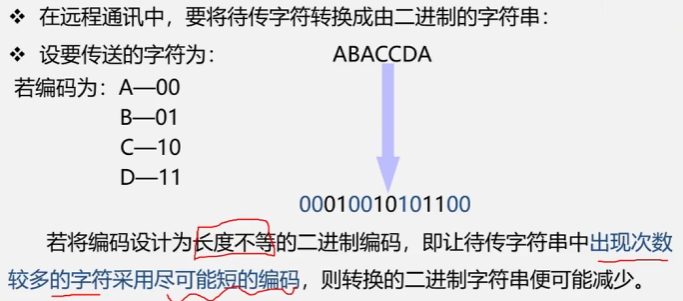 ❖ 在远程通讯中，要将待传字符转换成由二进制的字符串：
❖ 设要传送的字符为： ABACCDA
若编码为：A—00
B—01
C—10
D—11
00010010101100
若将编码设计为长度不等的二进制编码，即让待传字符串中出现次数
较多的字符采用尽可能短的编码，则转换的二进制字符串便可能减少。